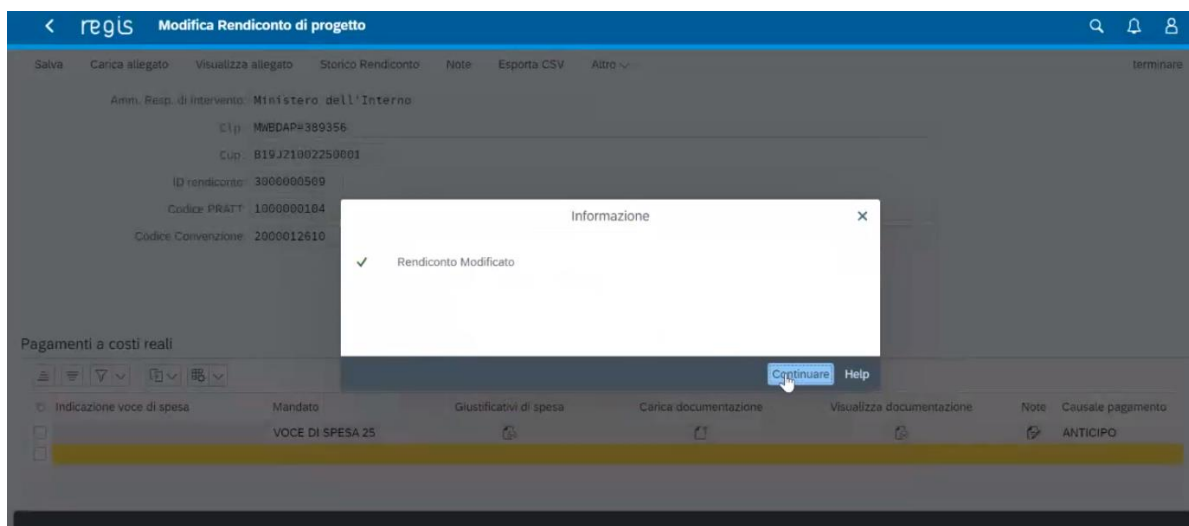 regis Modifica Rendiconto di progetto
Salva Carica allegato Visualizza allegato Storico Rendiconto Note Esporta CSV Altro terminare
Amm. Resp. di intervento: Ministero dell'Interno
Clp: MWEDAP#389356
Cup: B19J21002250001
ID rendiconto: 3000000509
Codice PRATT: 1000000104
Codice Convenzione: 2000012610
Informazione
Rendiconto Modificato
Continuare Help
Pagamenti a costi reali
Indicazione voce di spesa Mandato Giustificativi di spesa Carica documentazione Visualizza documentazione Note Causale pagamento
VOCE DI SPESA 25 ANTICIPO